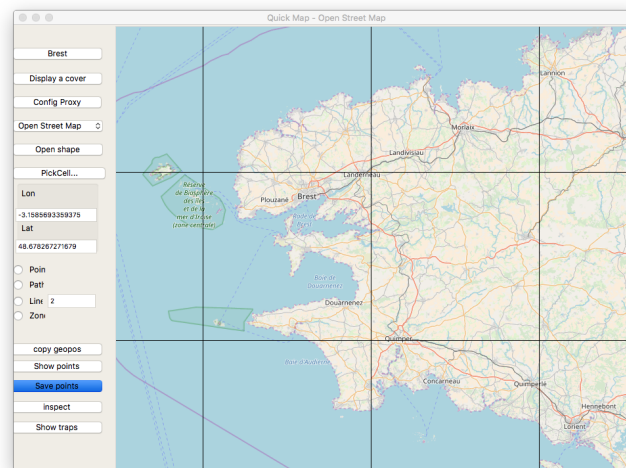 Quick Map - Open Street Map
Brest
Display a cover
Config Proxy
Open Street Map
Open shape
PickCell...
Lon
-3.1585693359375
Lat
48.678267271679
Poin
Path
Line 2
Zone
copy geopos
Show points
Save points
inspect
Show traps
Lannion
Morlaix
Landivisiau
Landerneau
Brest
Plouzané
Rade de
Brest
Réserve
de Biosphère
des îles
et de la
mer d'Iroise
(zone centrale)
Baie de
Douarnenez
Douarnenez
Quimper
Baie d'Audierne
Concarneau
Quimperlé
Hennebont
Lorient